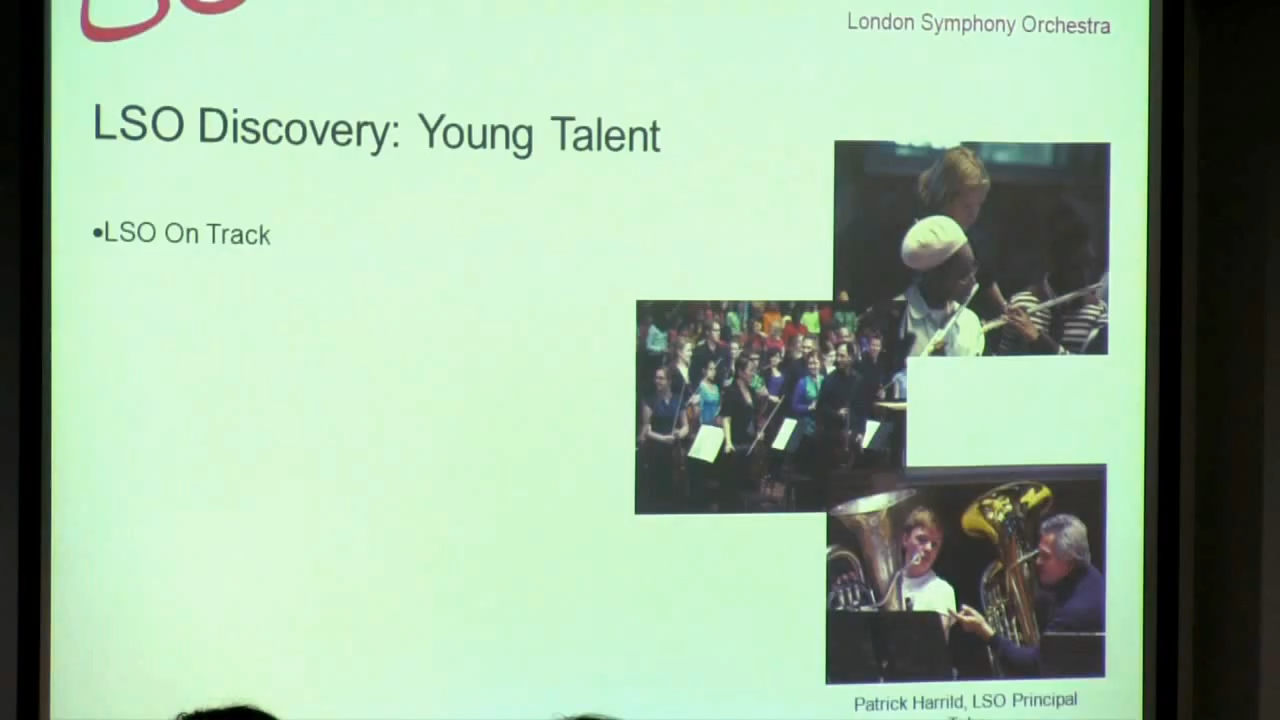 London Symphony Orchestra
LSO Discovery: Young Talent
•LSO On Track
Patrick Harrild, LSO Principal